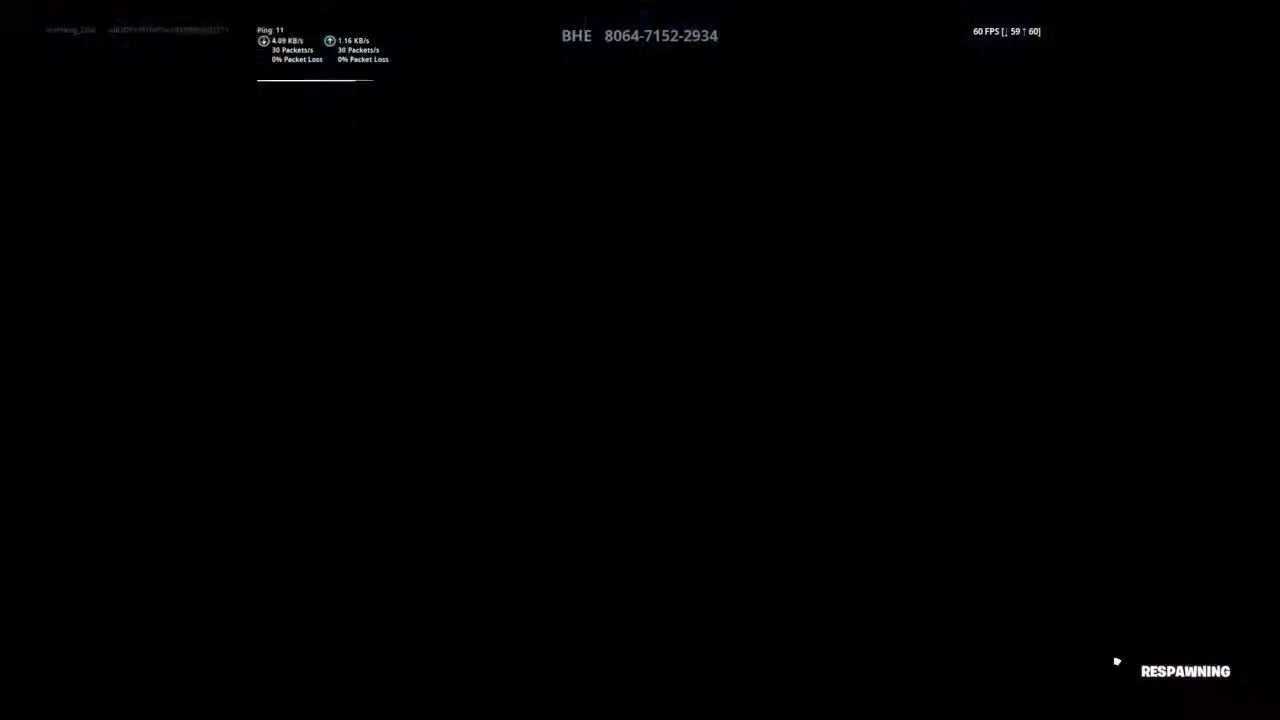 Ping: 11
4.09 KB/s 1.16 KB/s
30 Packets/s 30 Packets/s
0% Packet Loss 0% Packet Loss
BHE 8064-7152-2934
60 FPS [↓ 59 ↑ 60]
RESPAWNING